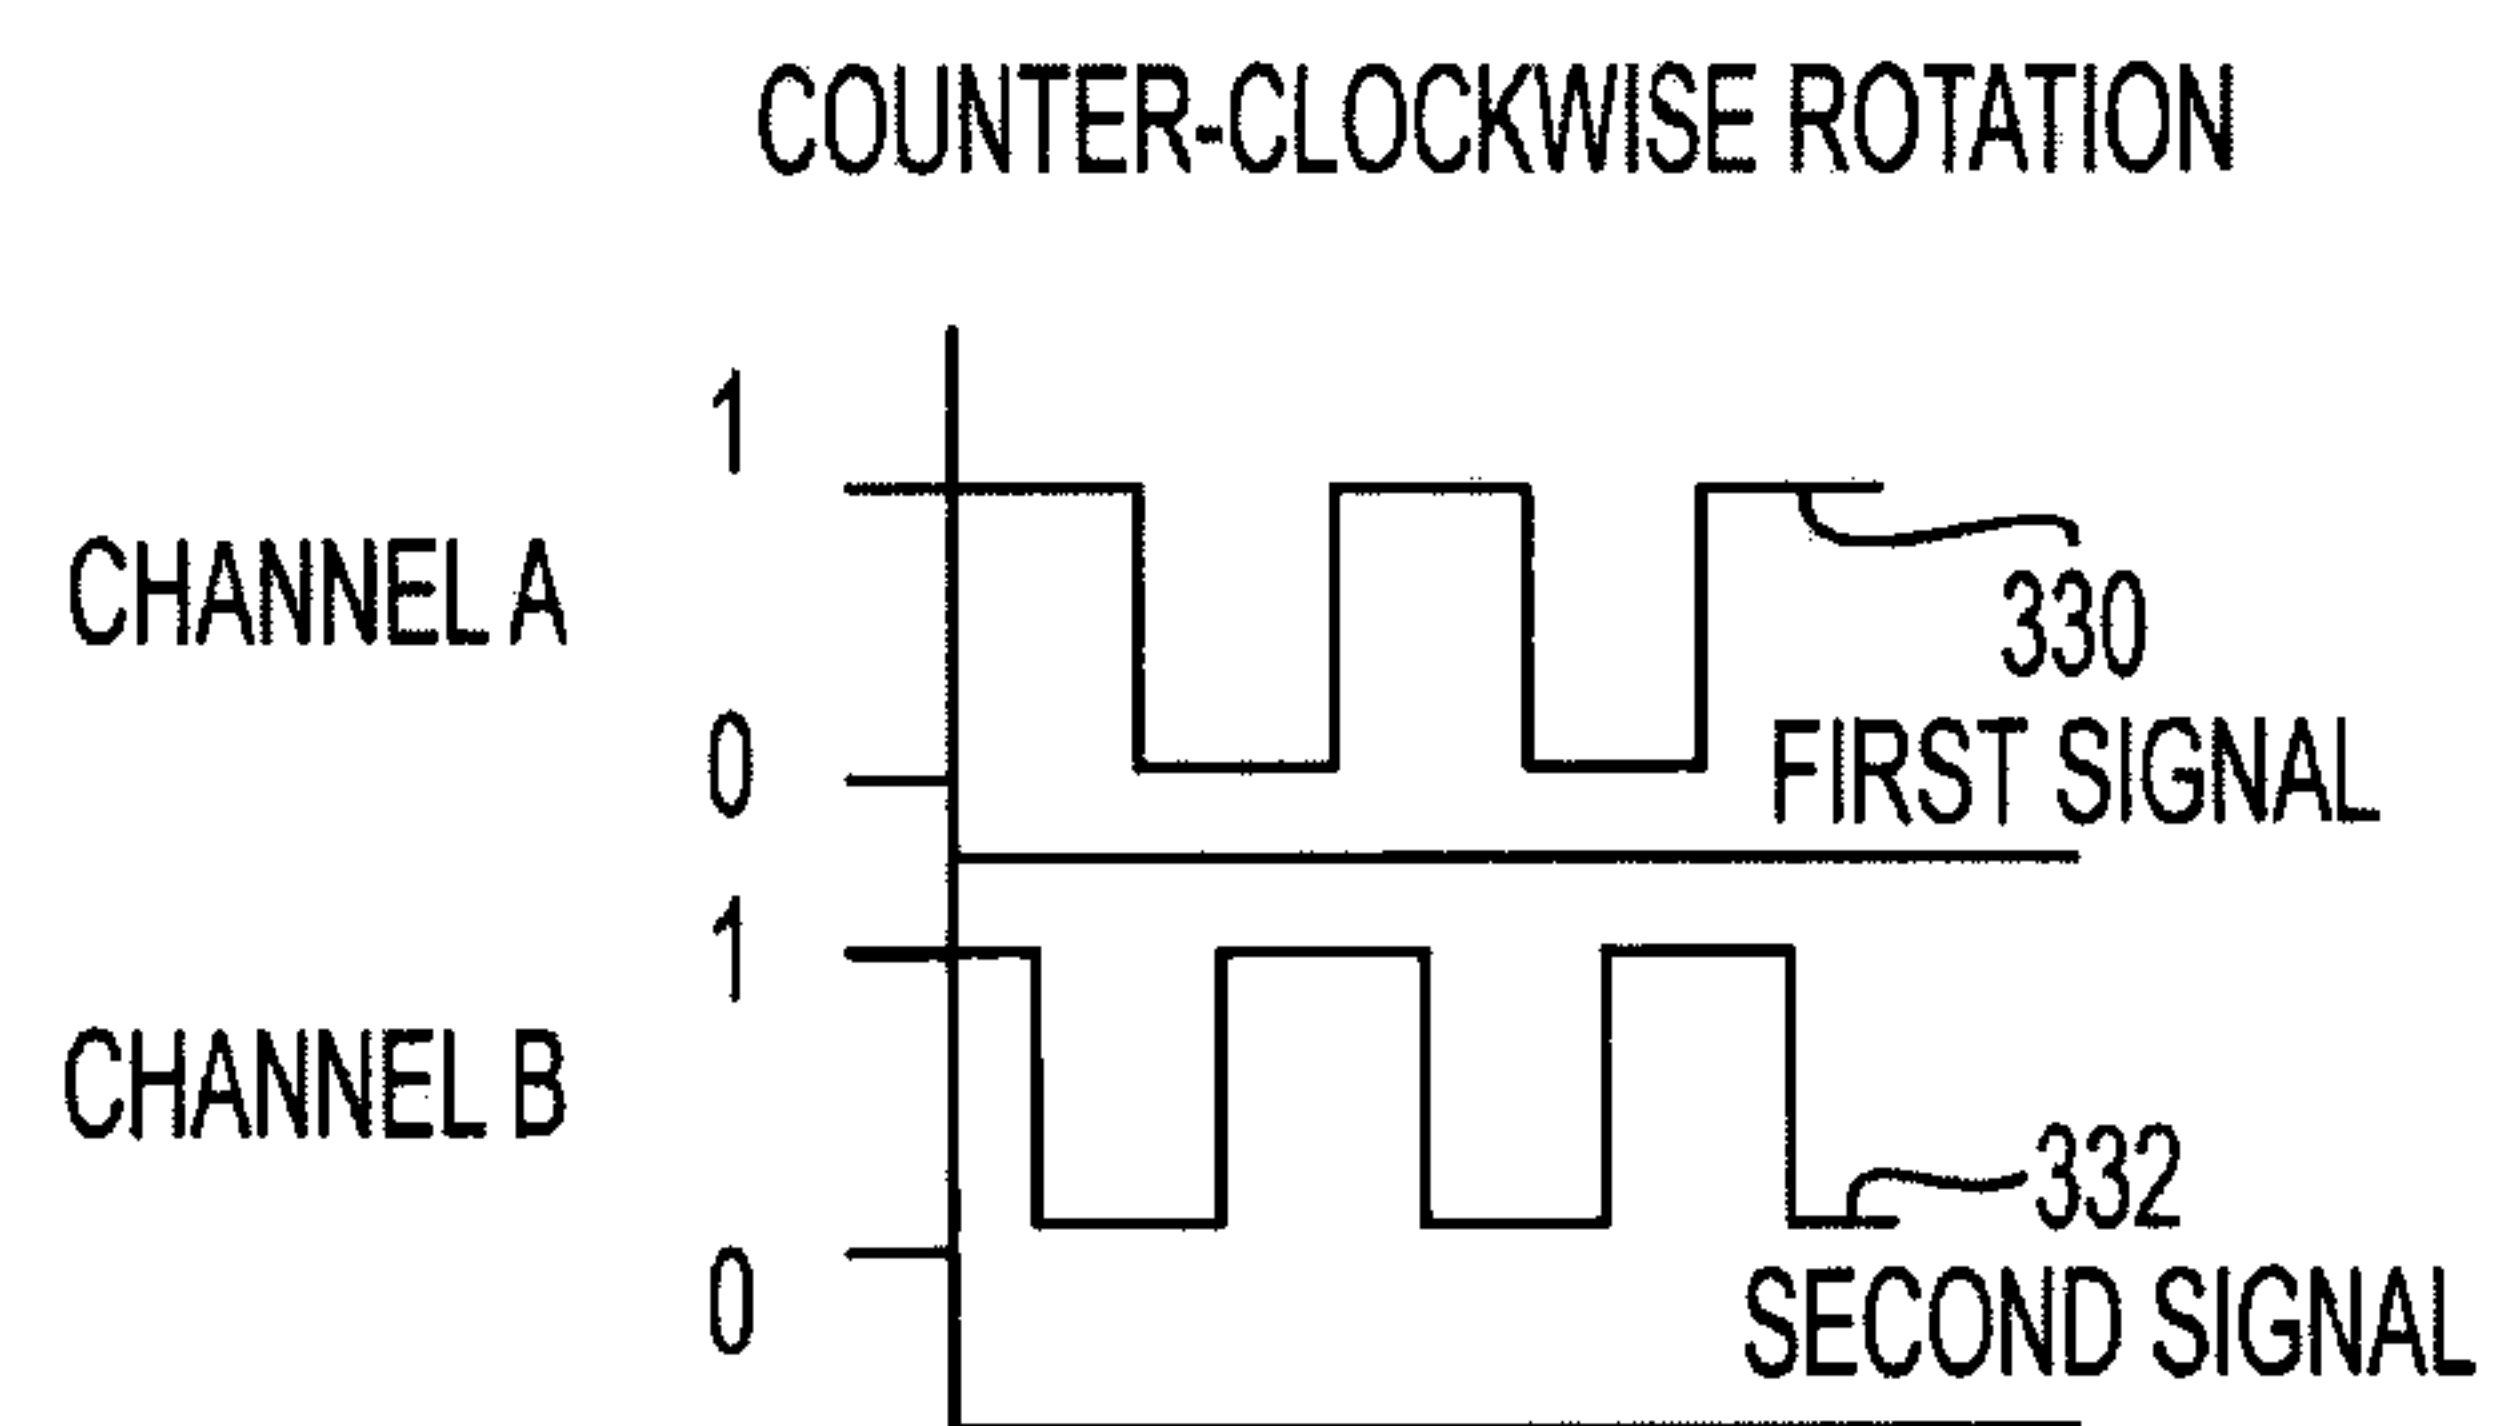 COUNTER-CLOCKWISE ROTATION
1
CHANNEL A
330
0
FIRST SIGNAL
1
CHANNEL B
332
0
SECOND SIGNAL